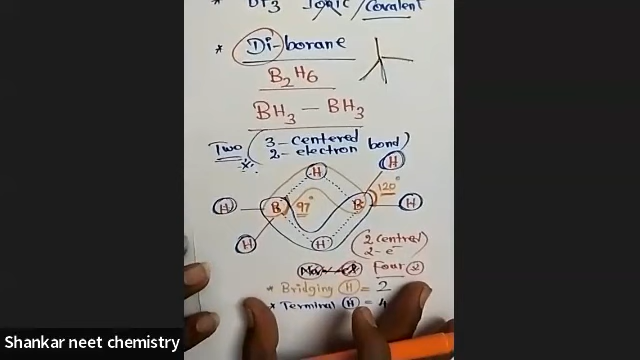 * BF3 Ionic / Covalent
* Di-borane
B2H6
BH3 — BH3
Two (3-centered bond)
2-electron
H
H
120°
H
B
97°
B
H
H
H
(2 centred
2-e⁻)
Four
* Bridging (H) = 2
* Terminal (H) = 4
Shankar neet chemistry